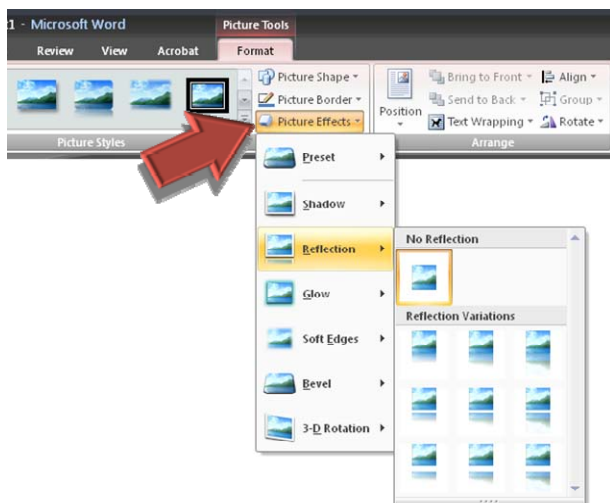 1 - Microsoft Word Picture Tools
Review View Acrobat Format
Picture Shape Bring to Front Align
Picture Border Send to Back Group
Picture Effects Position Text Wrapping Rotate
Picture Styles Arrange
Preset
Shadow
Reflection
Glow
Soft Edges
Bevel
3-D Rotation
No Reflection
Reflection Variations